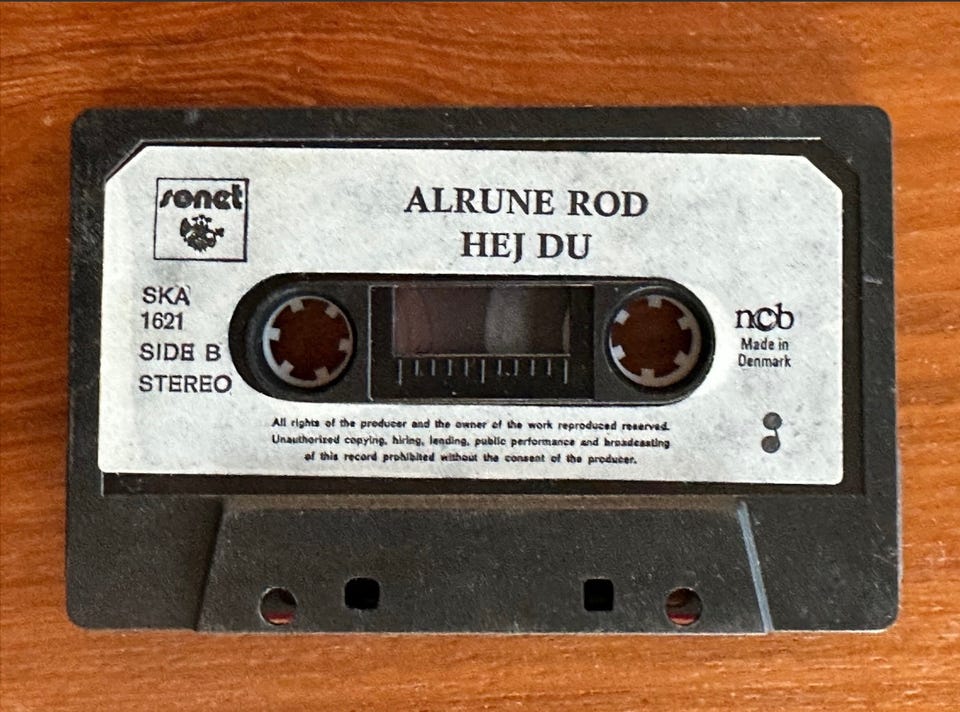 sonet
ALRUNE ROD
HEJ DU
SKA
1621
SIDE B
STEREO
ncb
Made in
Denmark
All rights of the producer and the owner of the work reproduced reserved.
Unauthorized copying, hiring, lending, public performance and broadcasting
of this record prohibited without the consent of the producer.